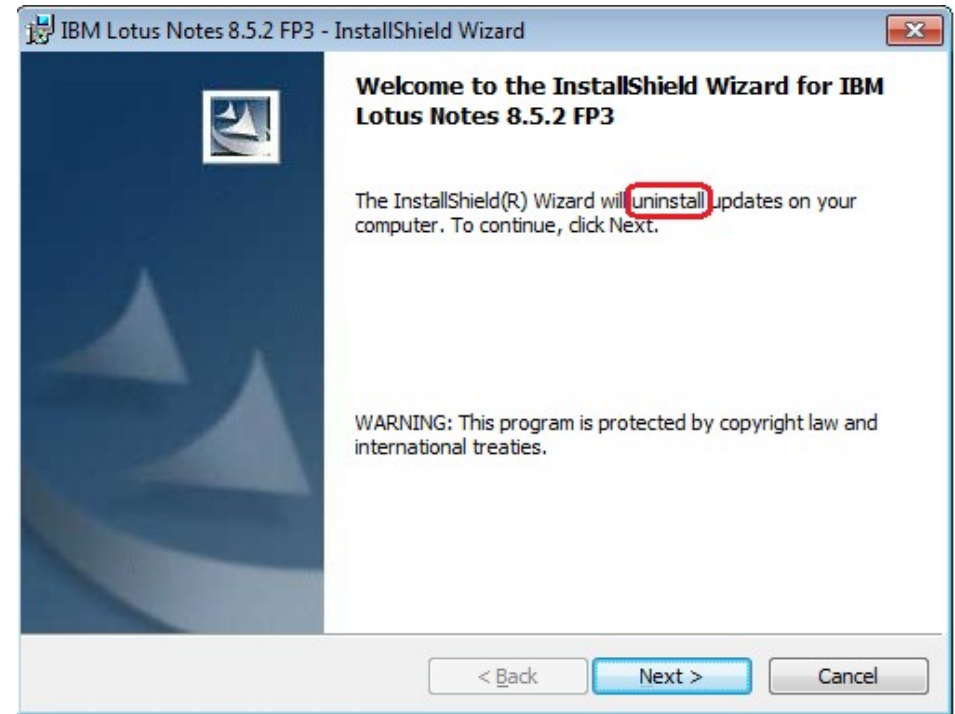 IBM Lotus Notes 8.5.2 FP3 - InstallShield Wizard
Welcome to the InstallShield Wizard for IBM
Lotus Notes 8.5.2 FP3
The InstallShield(R) Wizard will uninstall updates on your
computer. To continue, click Next.
WARNING: This program is protected by copyright law and
international treaties.
< Back
Next >
Cancel